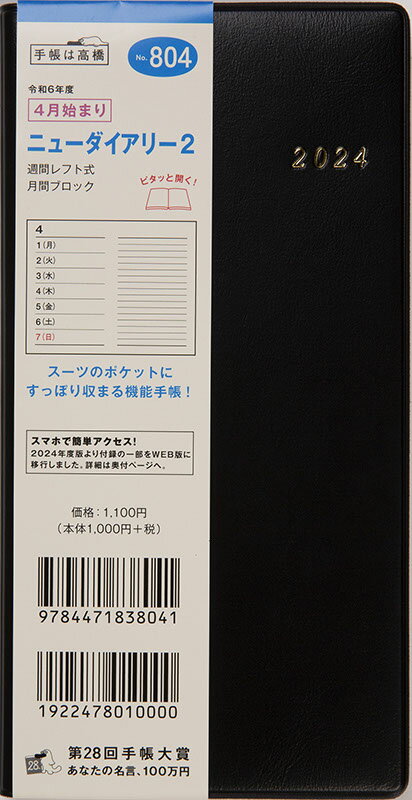 手帳は高橋
No. 804
令和6年度
4月始まり
ニューダイアリー2
週間レフト式
月間ブロック
ピタッと開く!
4
1(月)
2(火)
3(水)
4(木)
5(金)
6(土)
7(日)
スーツのポケットに
すっぽり収まる機能手帳!
スマホで簡単アクセス!
2024年度版より付録の一部をWEB版に
移行しました。詳細は奥付ページへ。
価格:1,100円
(本体1,000円+税)
9784471838041
1922478010000
28
第28回手帳大賞
あなたの名言、100万円
2024